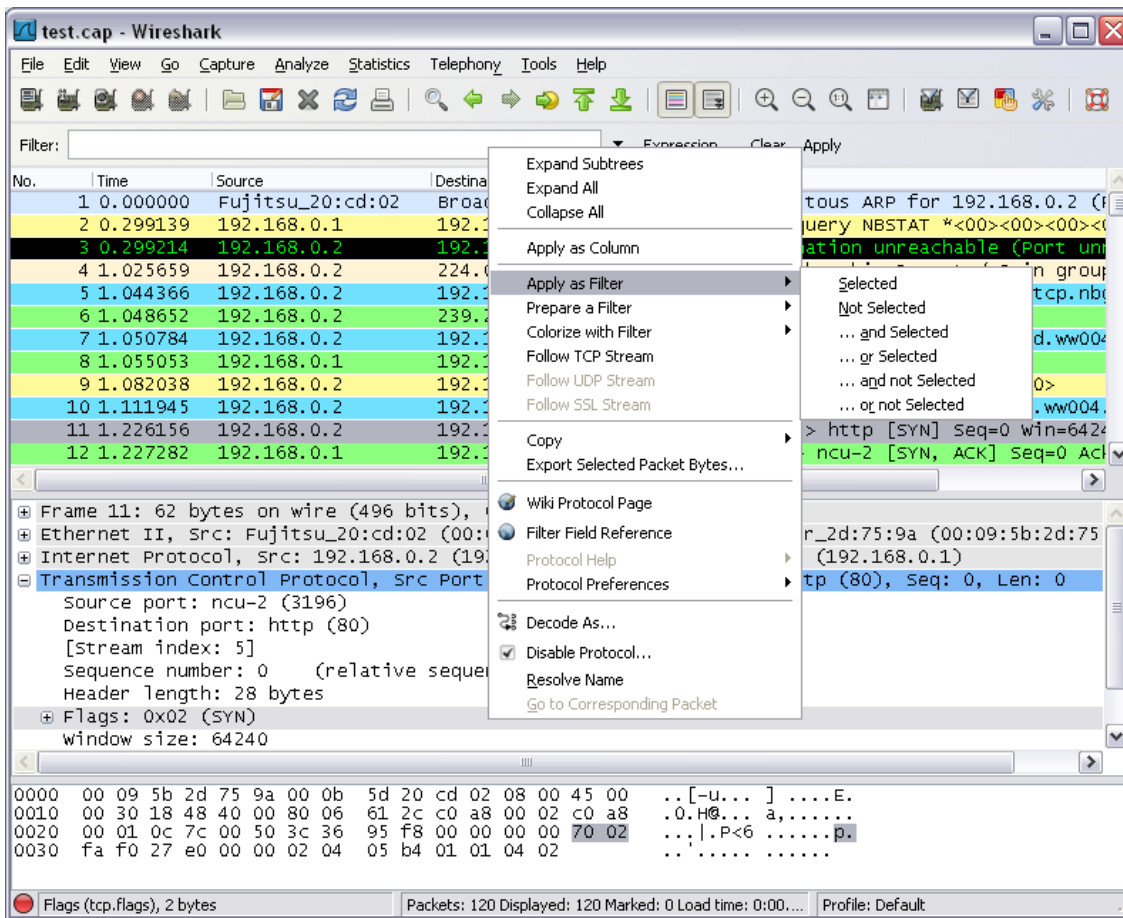 test.cap - Wireshark
File Edit View Go Capture Analyze Statistics Telephony Tools Help
Filter: Expression... Clear Apply
No. Time Source Destina
1 0.000000 Fujitsu_20:cd:02 Broad tous ARP for 192.168.0.2 (
2 0.299139 192.168.0.1 192.1 query NBSTAT *<00><00><00><0
3 0.299214 192.168.0.2 192.1 ation unreachable (Port un
4 1.025659 192.168.0.2 224.0 n group
5 1.044366 192.168.0.2 192.1 tcp.nbg
6 1.048652 192.168.0.2 239.2
7 1.050784 192.168.0.2 192.1 d.ww004
8 1.055053 192.168.0.1 192.1
9 1.082038 192.168.0.2 192.1 0>
10 1.111945 192.168.0.2 192.1 .ww004.
11 1.226156 192.168.0.2 192.1 > http [SYN] Seq=0 Win=6424
12 1.227282 192.168.0.1 192.1 ncu-2 [SYN, ACK] Seq=0 Ack
Expand Subtrees
Expand All
Collapse All
Apply as Column
Apply as Filter
Prepare a Filter
Colorize with Filter
Follow TCP Stream
Follow UDP Stream
Follow SSL Stream
Copy
Export Selected Packet Bytes...
Wiki Protocol Page
Filter Field Reference
Protocol Help
Protocol Preferences
Decode As...
Disable Protocol...
Resolve Name
Go to Corresponding Packet
Selected
Not Selected
... and Selected
... or Selected
... and not Selected
... or not Selected
Frame 11: 62 bytes on wire (496 bits),
Ethernet II, Src: Fujitsu_20:cd:02 (00: r_2d:75:9a (00:09:5b:2d:75
Internet Protocol, Src: 192.168.0.2 (19 (192.168.0.1)
Transmission Control Protocol, Src Port tp (80), Seq: 0, Len: 0
Source port: ncu-2 (3196)
Destination port: http (80)
[Stream index: 5]
Sequence number: 0 (relative seque
Header length: 28 bytes
Flags: 0x02 (SYN)
Window size: 64240
0000 00 09 5b 2d 75 9a 00 0b 5d 20 cd 02 08 00 45 00 ..[-u... ] ....E.
0010 00 30 18 48 40 00 80 06 61 2c c0 a8 00 02 c0 a8 .0.H@... a,......
0020 00 01 0c 7c 00 50 3c 36 95 f8 00 00 00 00 70 02 ...|.P<6 ......p.
0030 fa f0 27 e0 00 00 02 04 05 b4 01 01 04 02 ..'..... ......
Flags (tcp.flags), 2 bytes Packets: 120 Displayed: 120 Marked: 0 Load time: 0:00.... Profile: Default